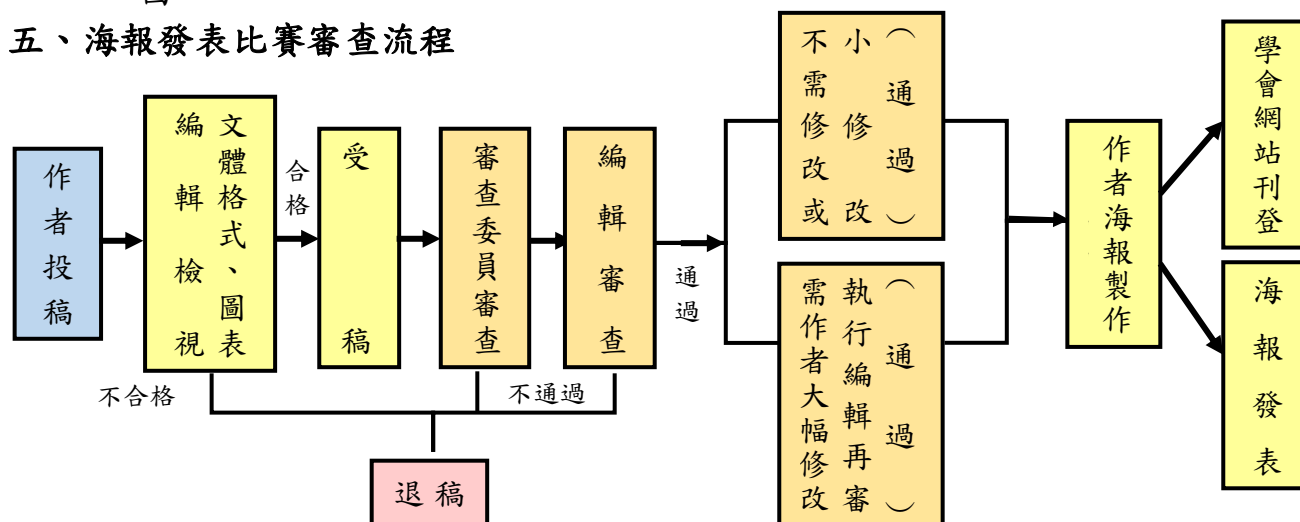 五、海報發表比賽審查流程
作者投稿
編輯檢視
文體格式、圖表
合格
受稿
審查委員審查
編輯審查
通過
不需修改或
小修改
（通過）
需作者大幅修改
執行編輯再審
（通過）
作者海報製作
學會網站刊登
海報發表
不合格
不通過
退稿